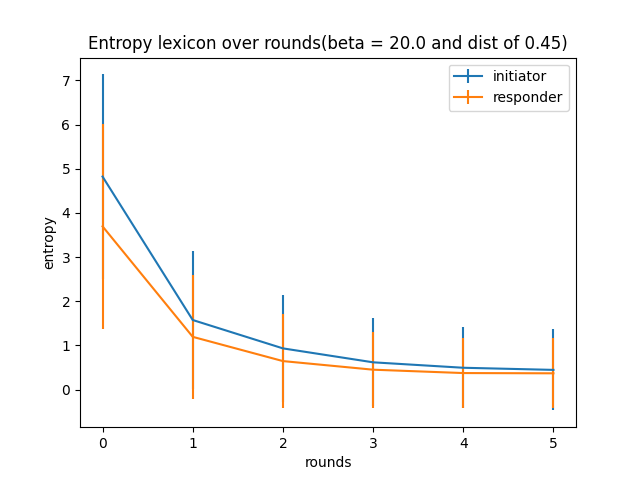 Entropy lexicon over rounds(beta = 20.0 and dist of 0.45)
initiator
responder
7
6
5
4
3
2
1
0
entropy
0 1 2 3 4 5
rounds